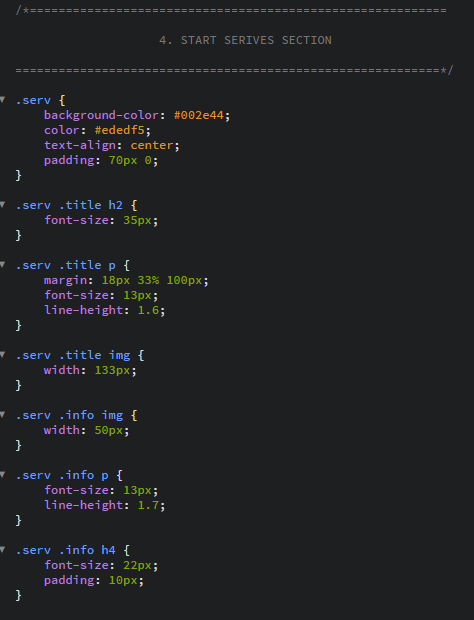 /*==========================================================
4. START SERIVES SECTION
===========================================================*/
.serv {
background-color: #002e44;
color: #ededf5;
text-align: center;
padding: 70px 0;
}
.serv .title h2 {
font-size: 35px;
}
.serv .title p {
margin: 18px 33% 100px;
font-size: 13px;
line-height: 1.6;
}
.serv .title img {
width: 133px;
}
.serv .info img {
width: 50px;
}
.serv .info p {
font-size: 13px;
line-height: 1.7;
}
.serv .info h4 {
font-size: 22px;
padding: 10px;
}